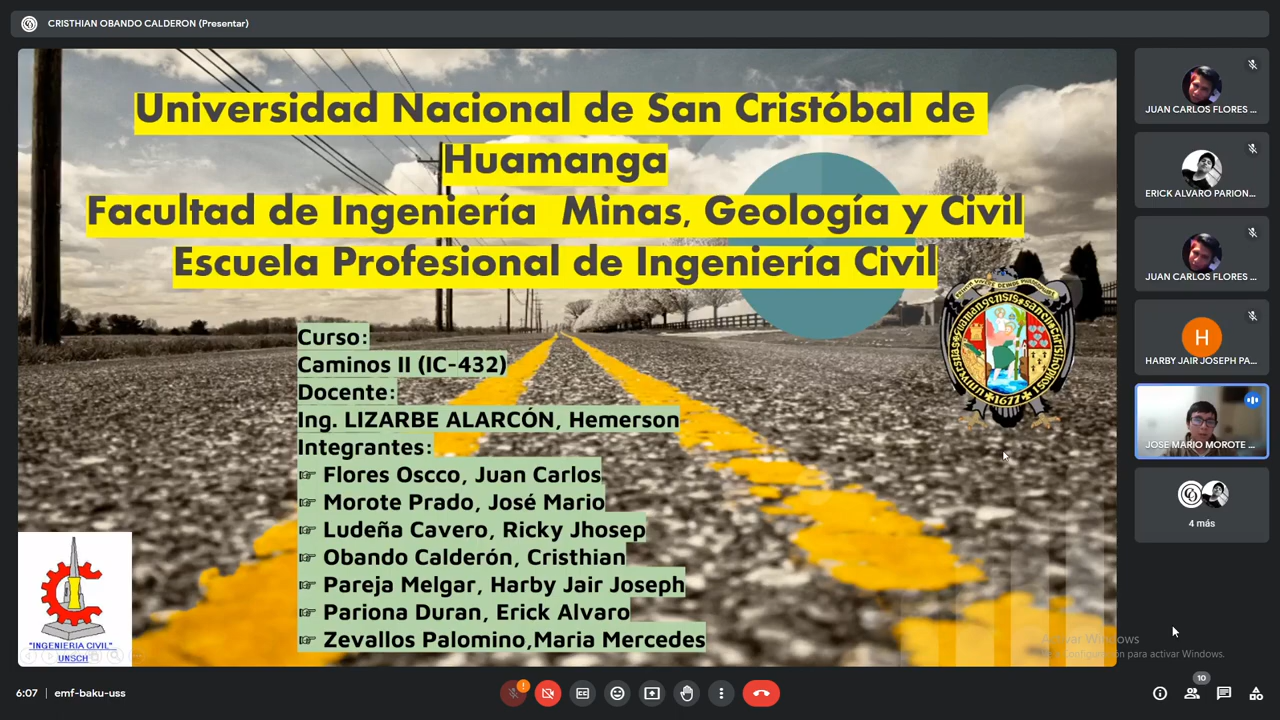 CRISTHIAN OBANDO CALDERON (Presentar)
Universidad Nacional de San Cristóbal de
Huamanga
Facultad de Ingeniería Minas, Geología y Civil
Escuela Profesional de Ingeniería Civil
Curso:
Caminos II (IC-432)
Docente:
Ing. LIZARBE ALARCÓN, Hemerson
Integrantes:
☞ Flores Oscco, Juan Carlos
☞ Morote Prado, José Mario
☞ Ludeña Cavero, Ricky Jhosep
☞ Obando Calderón, Cristhian
☞ Pareja Melgar, Harby Jair Joseph
☞ Pariona Duran, Erick Alvaro
☞ Zevallos Palomino,Maria Mercedes
"INGENIERIA CIVIL"
UNSCH
1677
Activar Windows
para activar Windows.
JUAN CARLOS FLORES ...
ERICK ALVARO PARION...
JUAN CARLOS FLORES ...
H
HARBY JAIR JOSEPH PA...
JOSE MARIO MOROTE ...
4 más
6:07 | emf-baku-uss
10